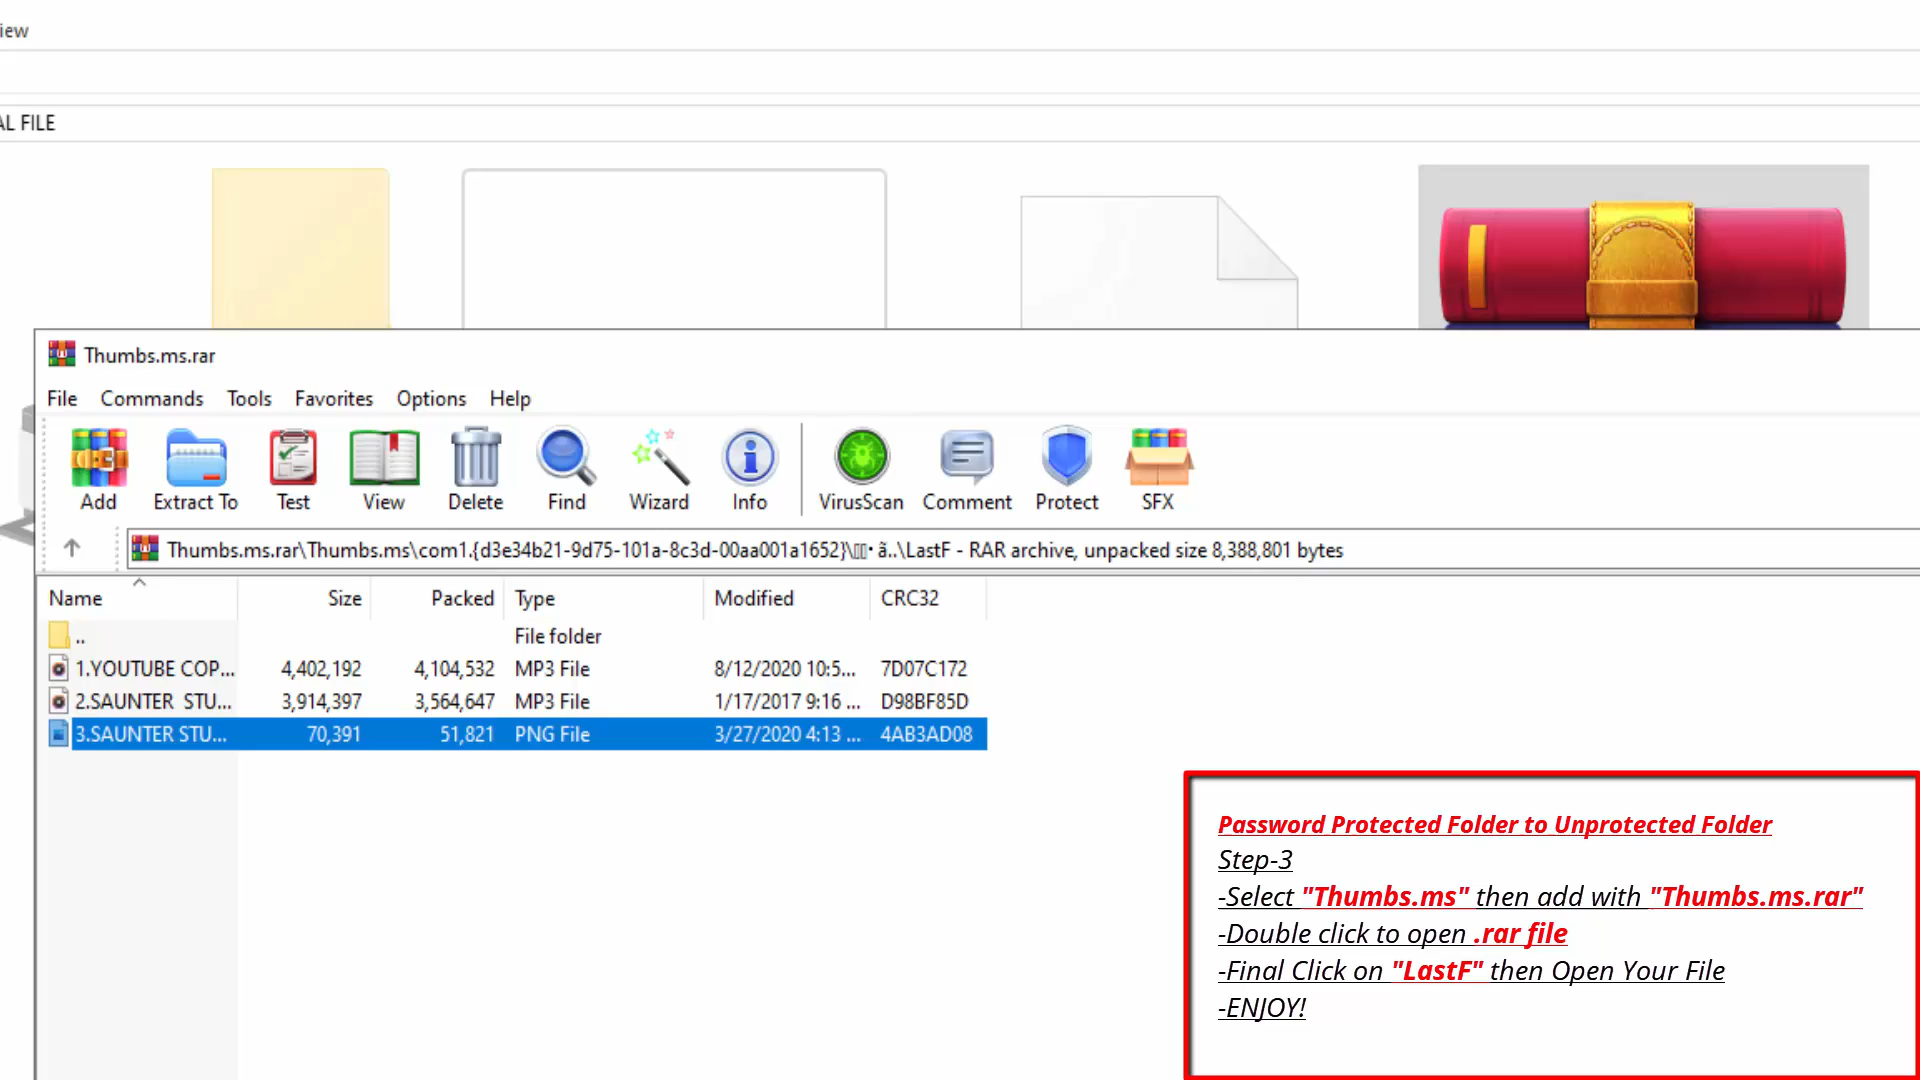 iew
AL FILE
Thumbs.ms.rar
File Commands Tools Favorites Options Help
Add Extract To Test View Delete Find Wizard Info VirusScan Comment Protect SFX
Thumbs.ms.rar\Thumbs.ms\com1.{d3e34b21-9d75-101a-8c3d-00aa001a1652}\▯▯· ã..\LastF - RAR archive, unpacked size 8,388,801 bytes
Name Size Packed Type Modified CRC32
.. File folder
1.YOUTUBE COP... 4,402,192 4,104,532 MP3 File 8/12/2020 10:5... 7D07C172
2.SAUNTER STU... 3,914,397 3,564,647 MP3 File 1/17/2017 9:16 ... D98BF85D
3.SAUNTER STU... 70,391 51,821 PNG File 3/27/2020 4:13 ... 4AB3AD08
Password Protected Folder to Unprotected Folder
Step-3
-Select "Thumbs.ms" then add with "Thumbs.ms.rar"
-Double click to open .rar file
-Final Click on "LastF" then Open Your File
-ENJOY!